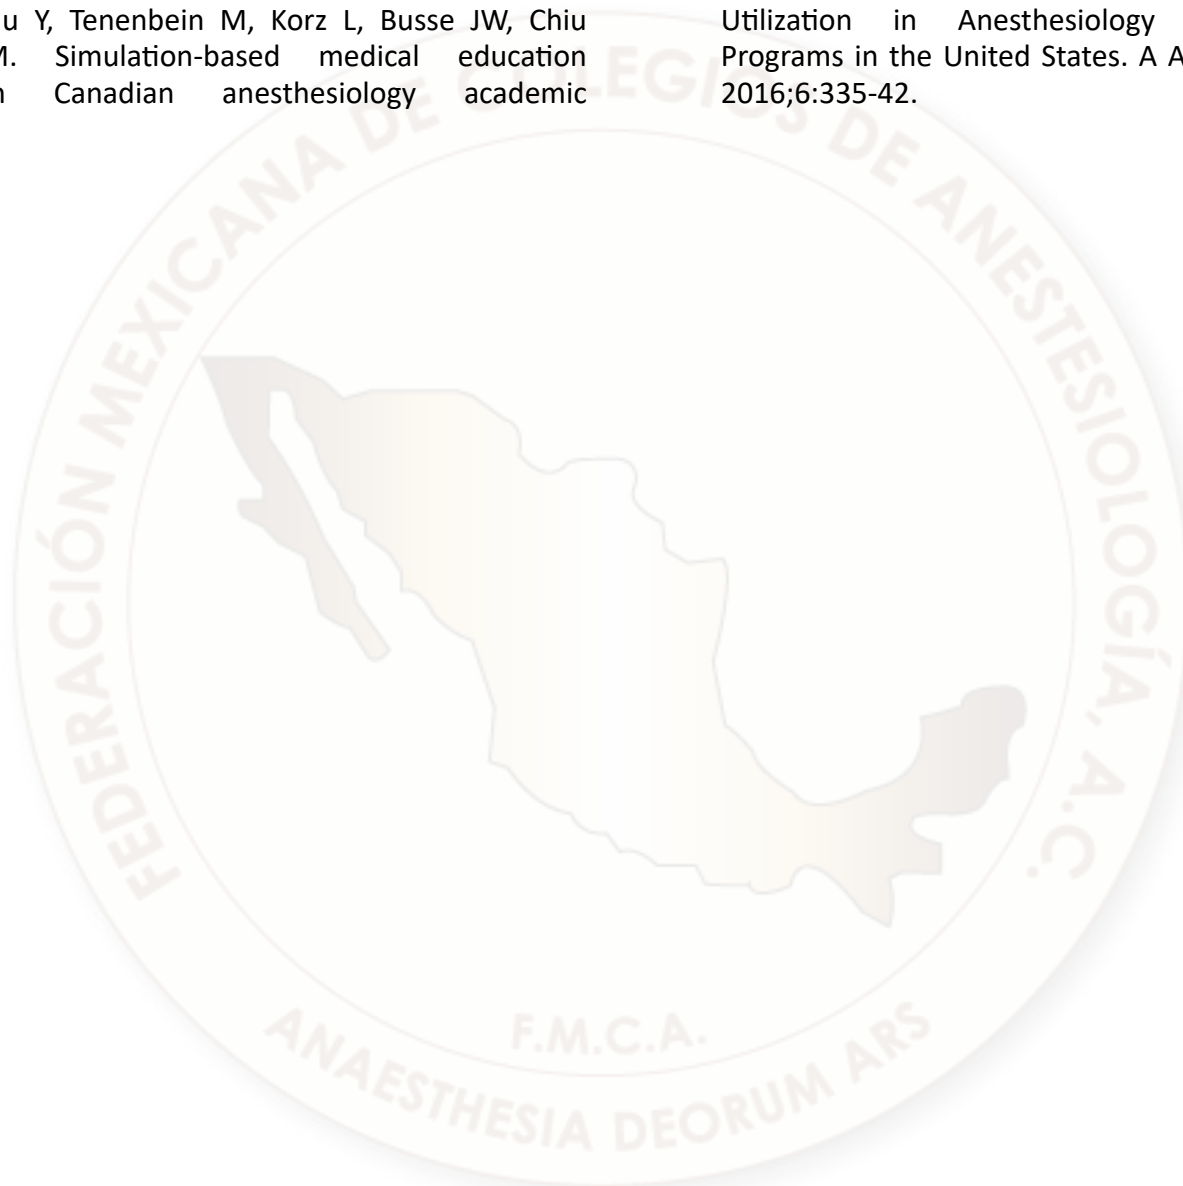 u Y, Tenenbein M, Korz L, Busse JW, Chiu
M. Simulation-based medical education
n Canadian anesthesiology academic
Utilization in Anesthesiology
Programs in the United States. A A
2016;6:335-42.
FEDERACIÓN MEXICANA DE COLEGIOS DE ANESTESIOLOGÍA, A.C.
F.M.C.A.
ANAESTHESIA DEORUM ARS